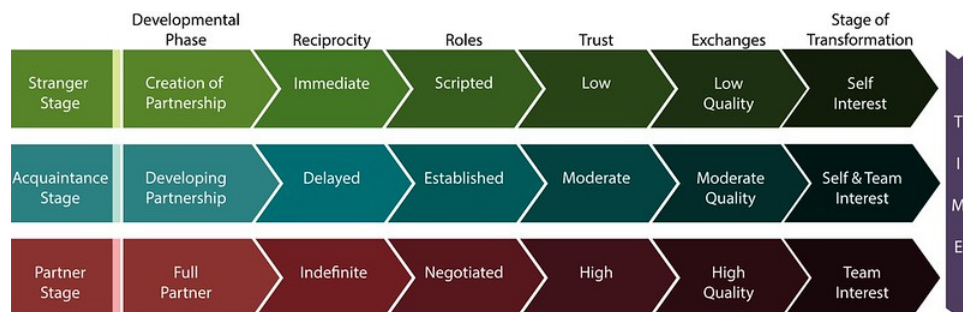 Developmental
Phase
Reciprocity
Roles
Trust
Exchanges
Stage of
Transformation
Stranger
Stage
Creation of
Partnership
Immediate
Scripted
Low
Low
Quality
Self
Interest
Acquaintance
Stage
Developing
Partnership
Delayed
Established
Moderate
Moderate
Quality
Self & Team
Interest
Partner
Stage
Full
Partner
Indefinite
Negotiated
High
High
Quality
Team
Interest
T
I
M
E